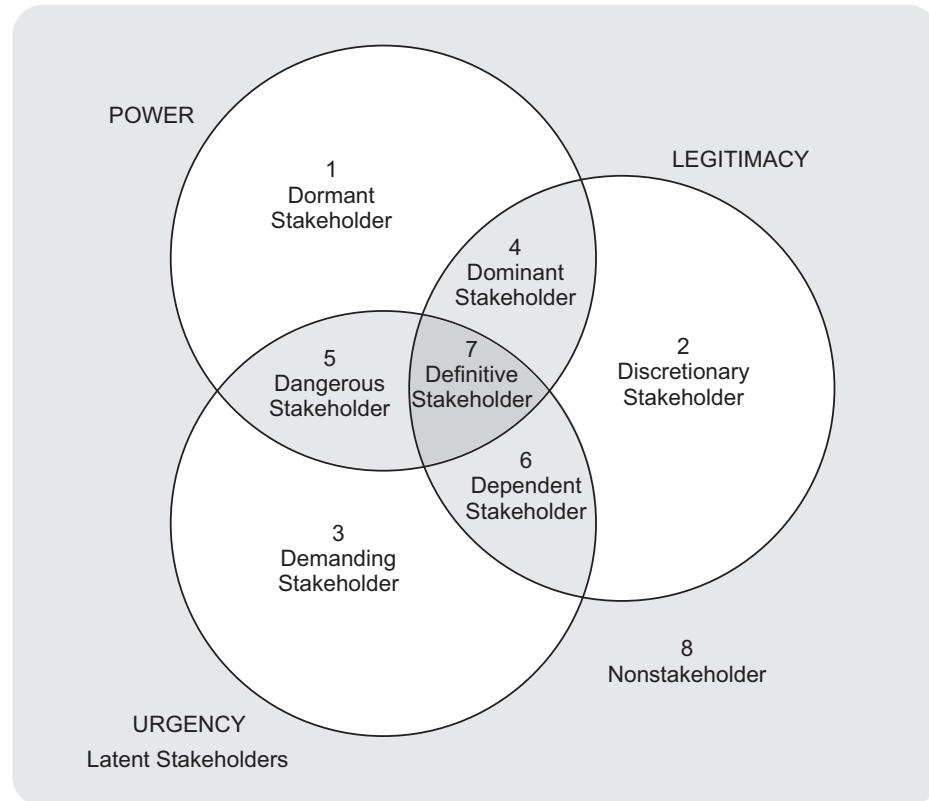 POWER
LEGITIMACY
1
Dormant
Stakeholder
4
Dominant
Stakeholder
5
Dangerous
Stakeholder
7
Definitive
Stakeholder
2
Discretionary
Stakeholder
6
Dependent
Stakeholder
3
Demanding
Stakeholder
8
Nonstakeholder
URGENCY
Latent Stakeholders